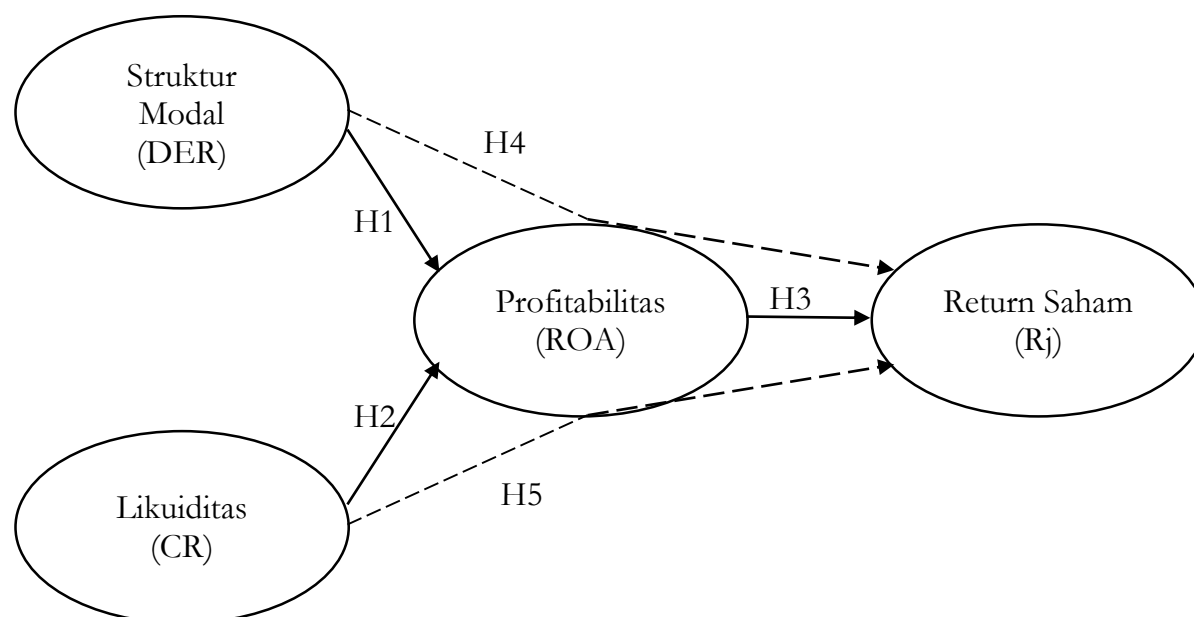 Struktur
Modal
(DER)
H4
H1
Profitabilitas
(ROA)
H3
Return Saham
(Rj)
H2
H5
Likuiditas
(CR)